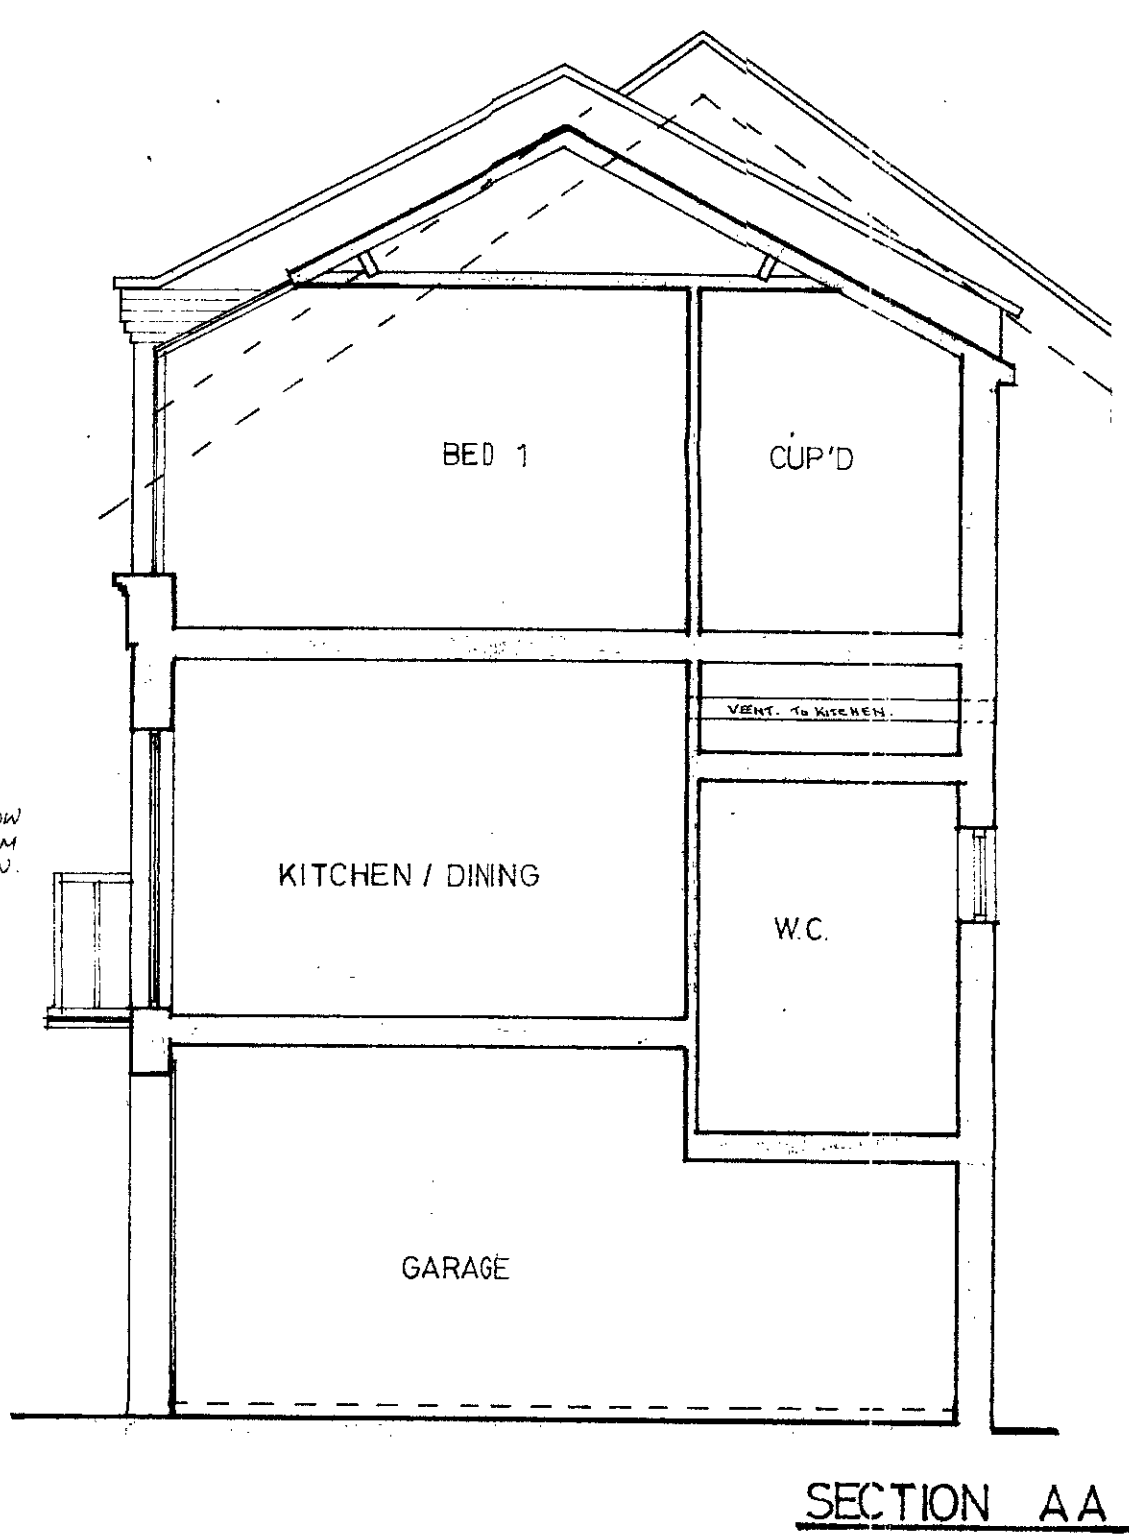 BED 1
CUP'D
VENT. TO KITCHEN.
KITCHEN / DINING
W.C.
GARAGE
SECTION AA